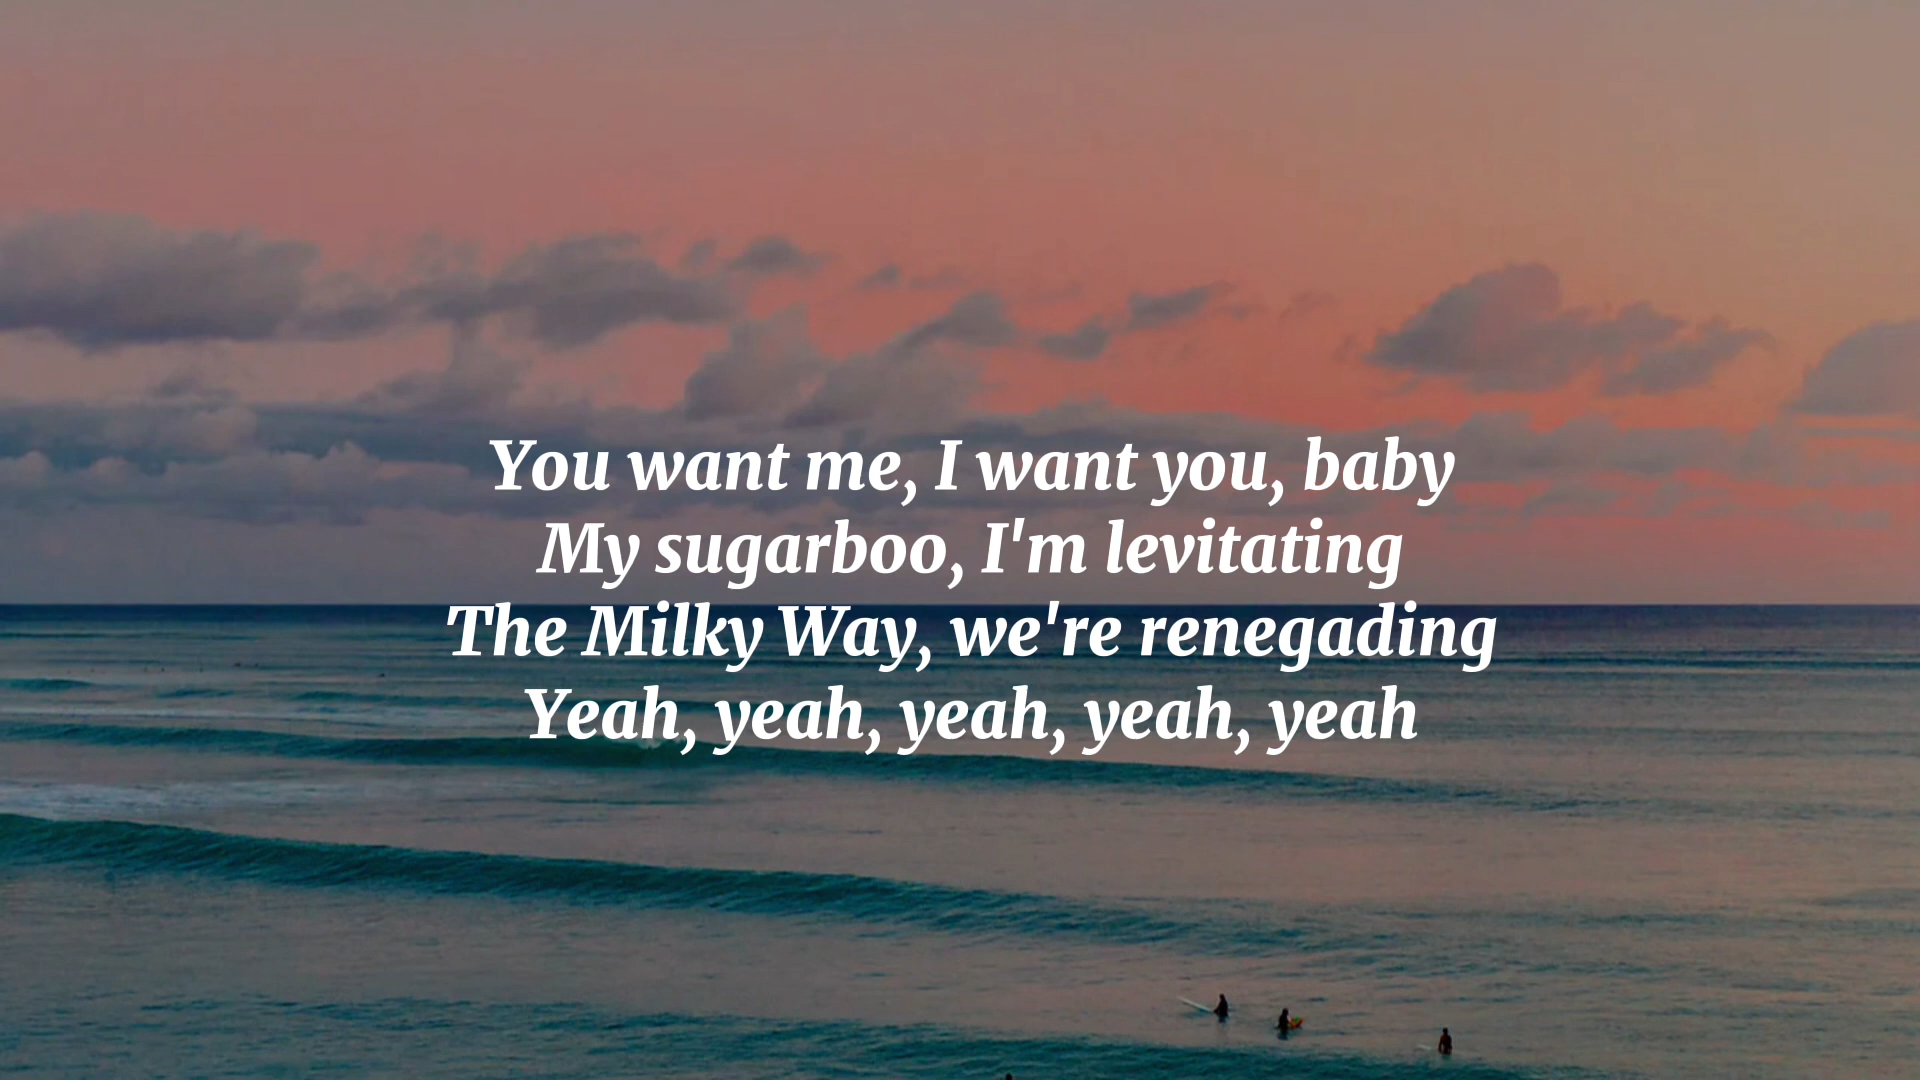 You want me, I want you, baby
My sugarboo, I'm levitating
The Milky Way, we're renegading
Yeah, yeah, yeah, yeah, yeah